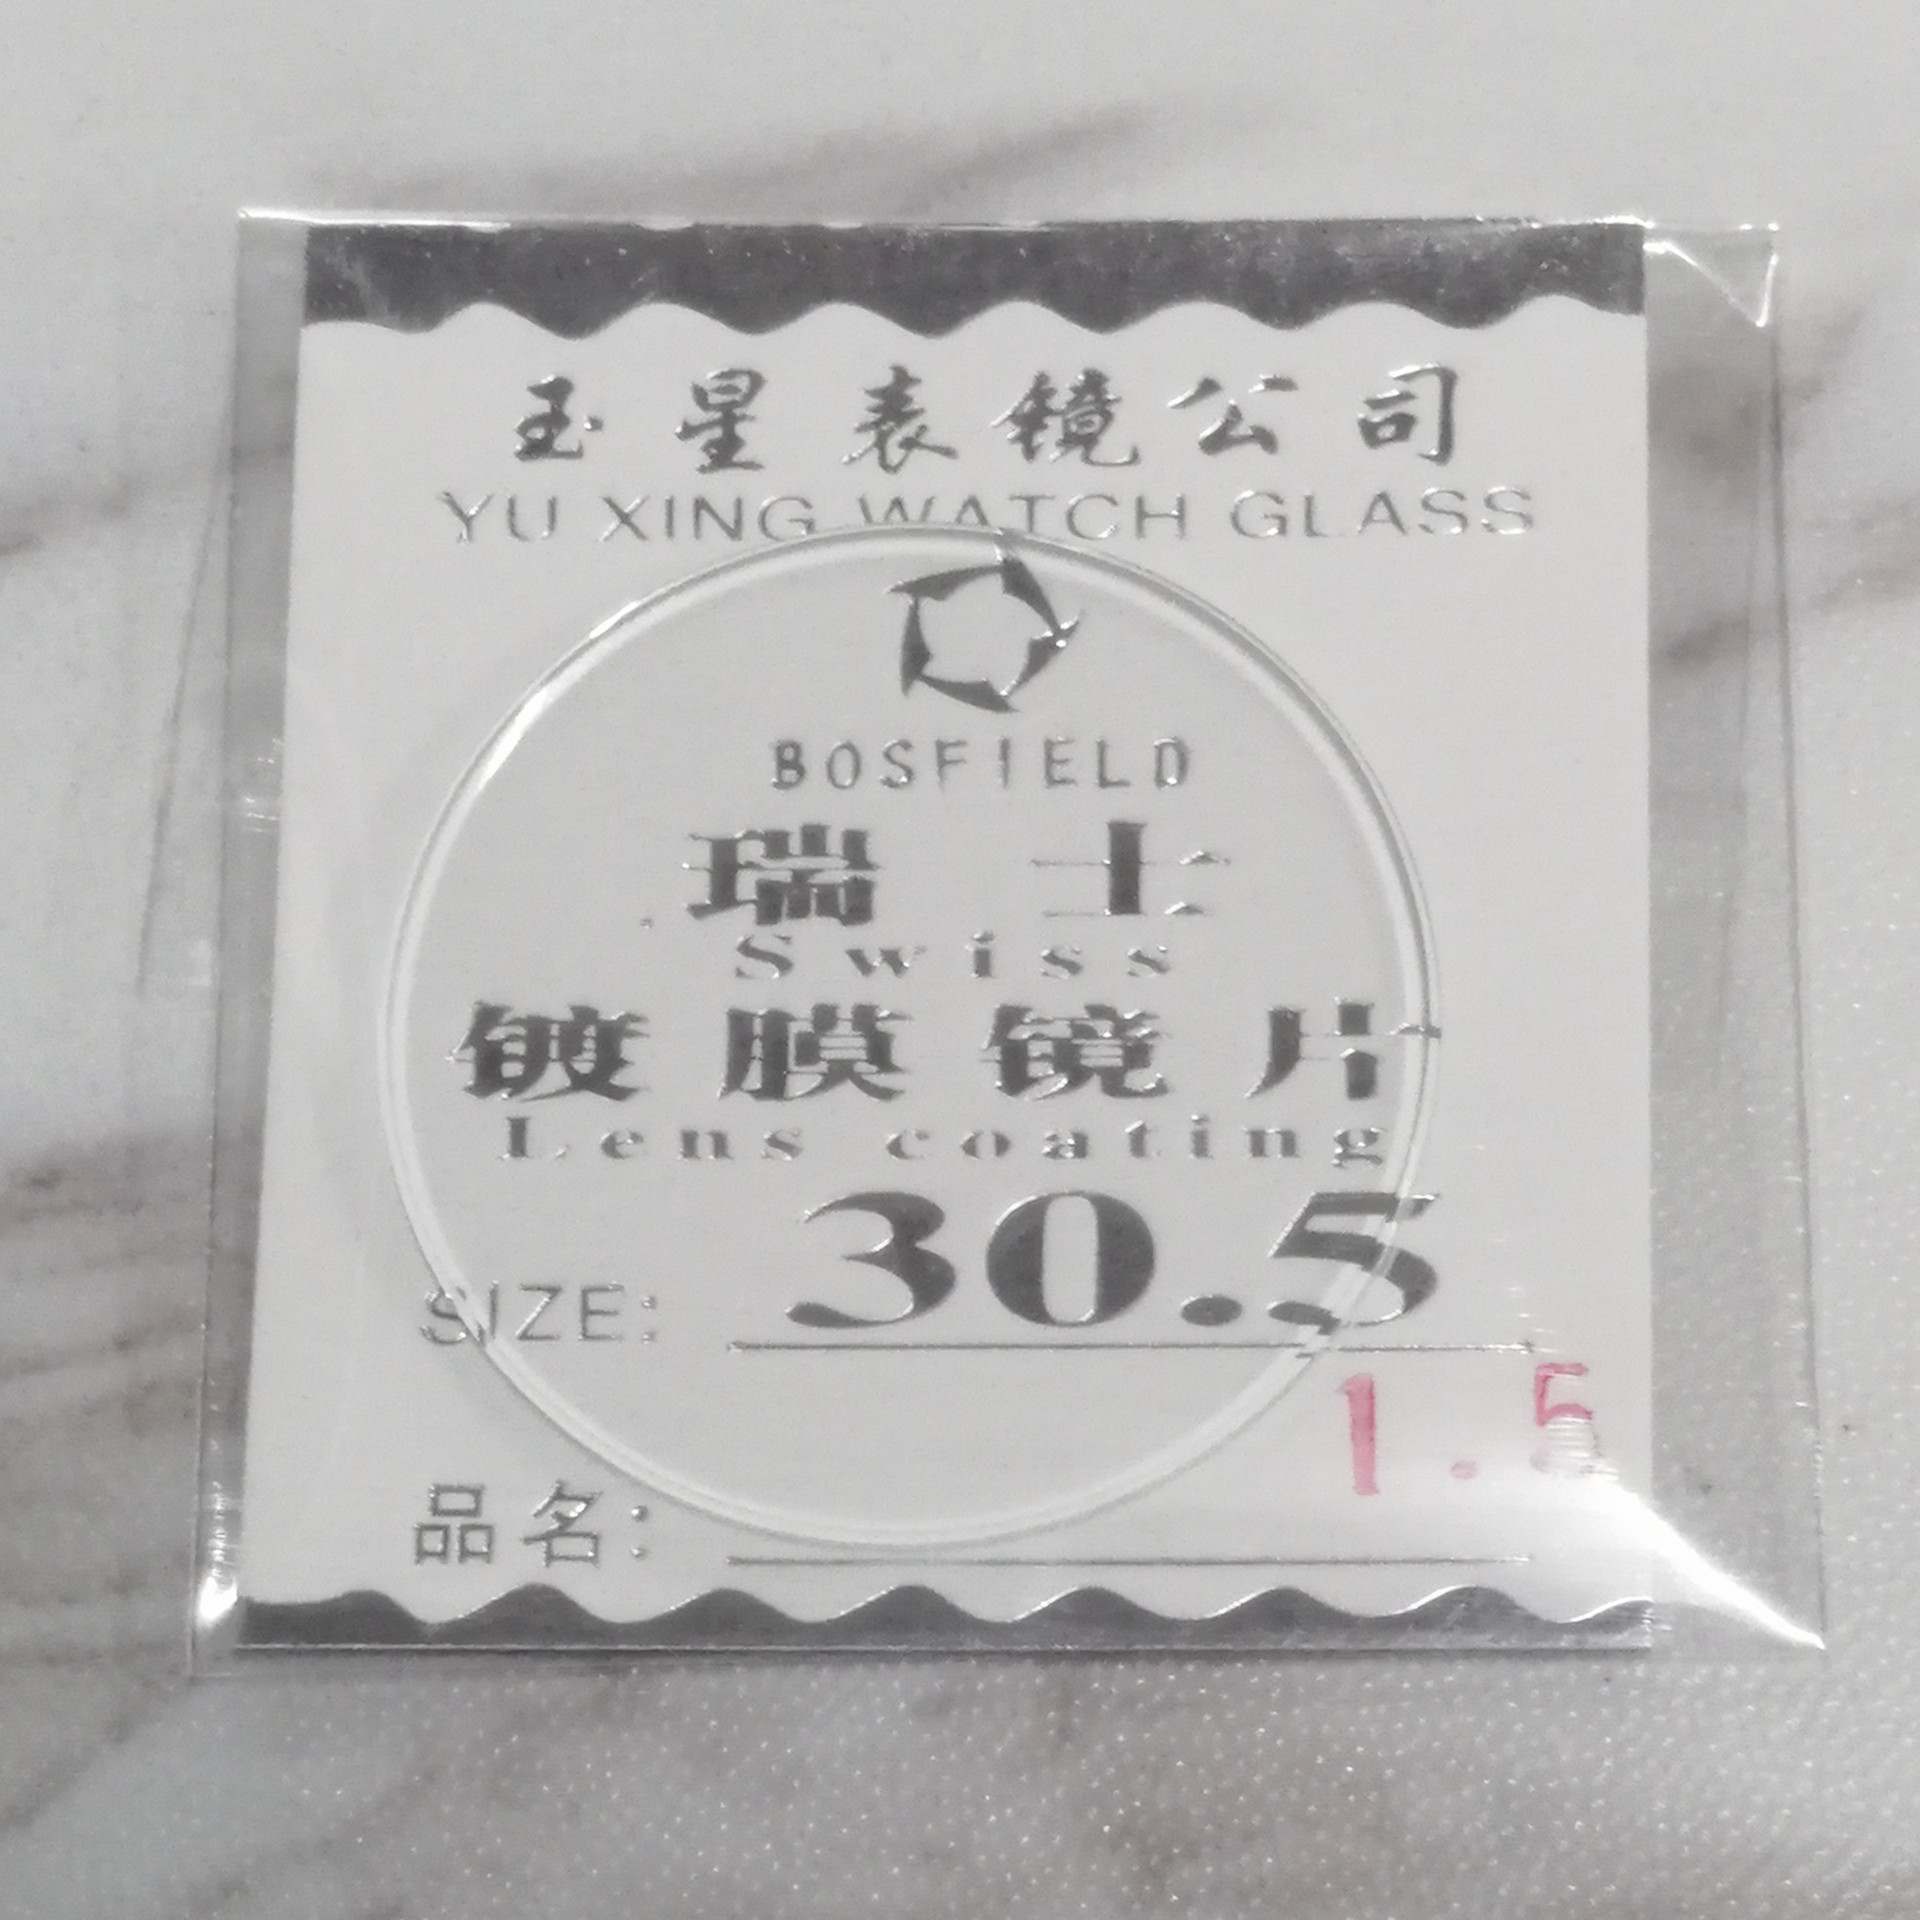 玉星表镜公司
YU XING WATCH GLASS
BOSFIELD
瑞士
Swiss
镀膜镜片
Lens coating
SIZE: 30.5
1.5
品名: